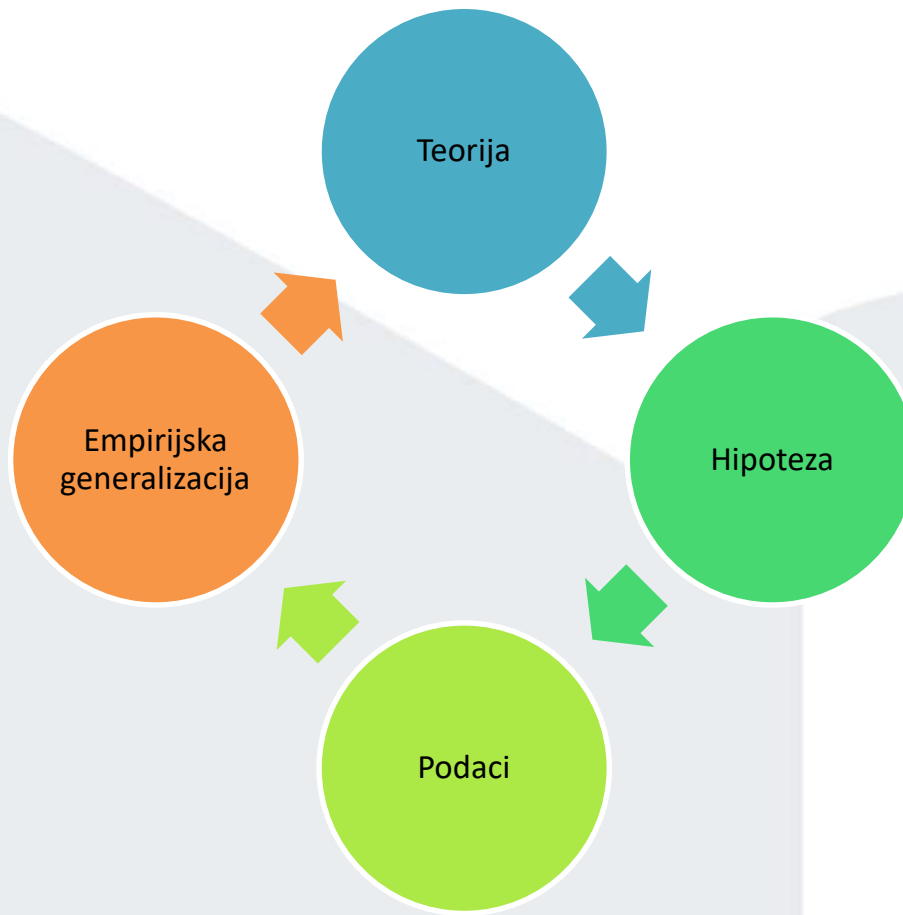 Teorija
Hipoteza
Podaci
Empirijska
generalizacija